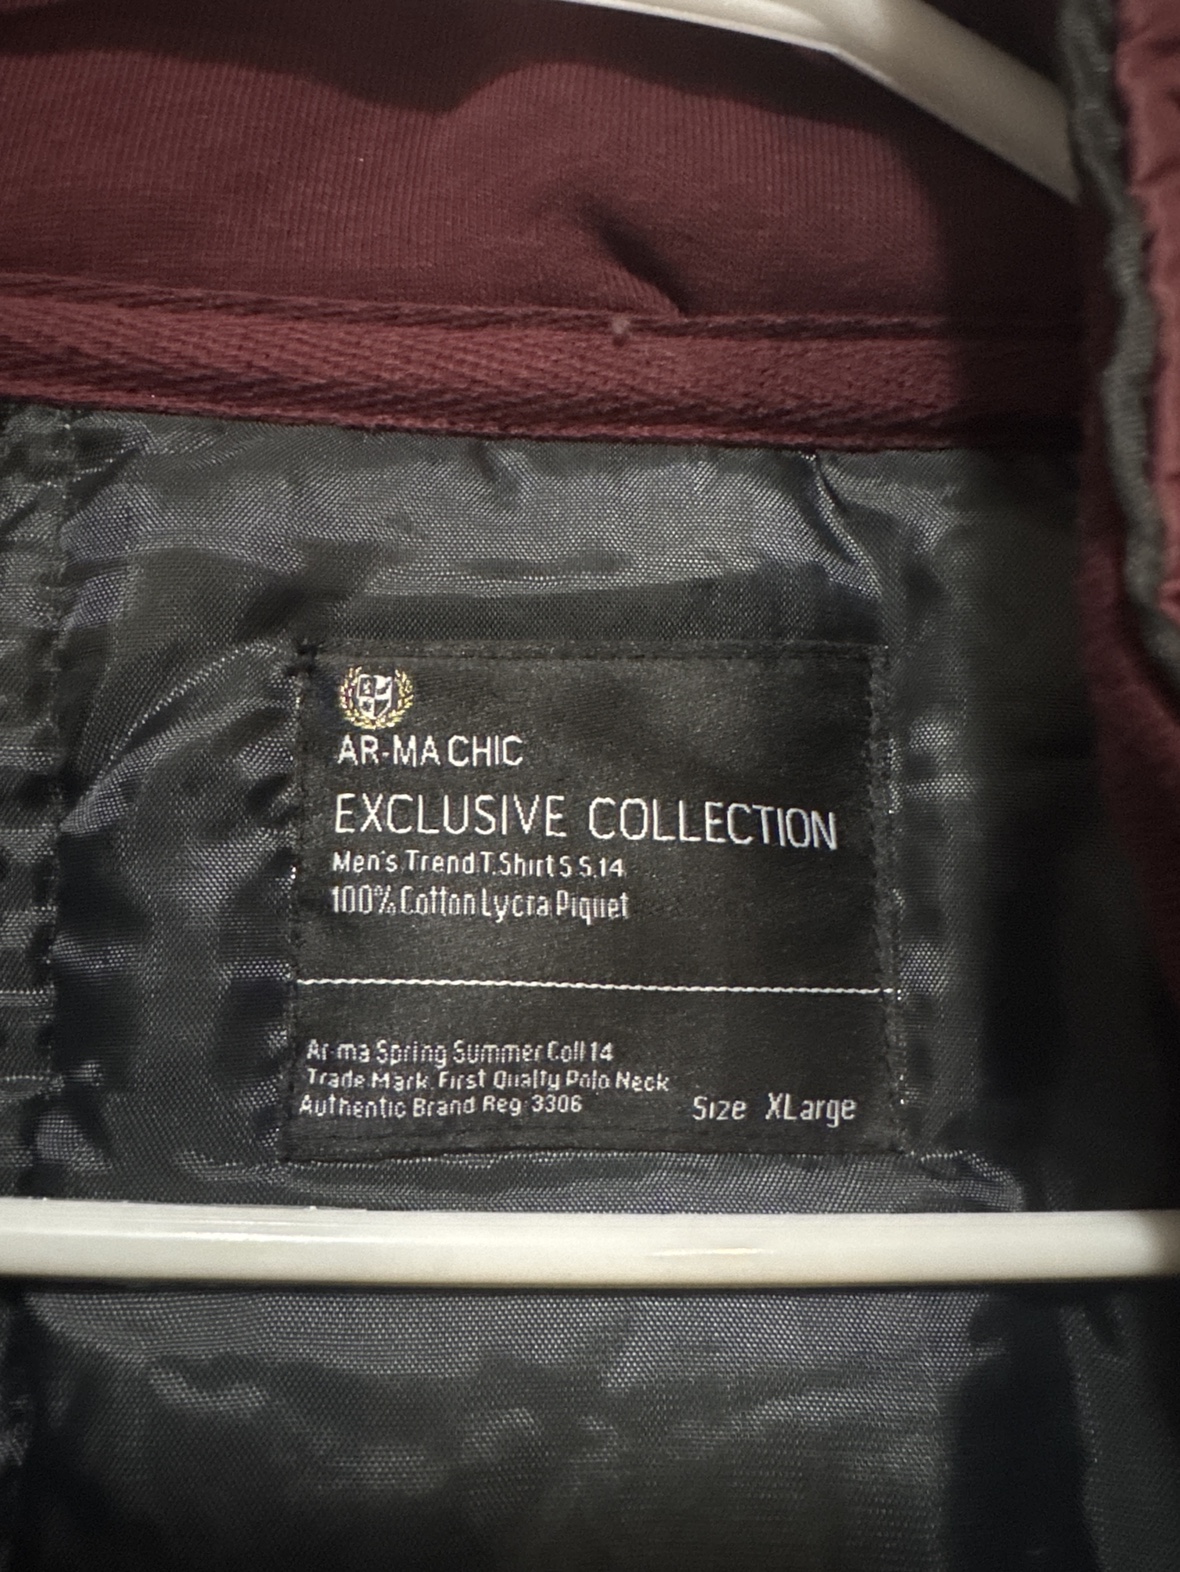 AR-MA CHIC
EXCLUSIVE COLLECTION
Men's Trend T.Shirt S S.14
100% Cotton Lycra Piquet
Ar-ma Spring Summer Coll 14
Trade Mark. First Qualty Polo Neck
Authentic Brand Reg 3306
Size XLarge